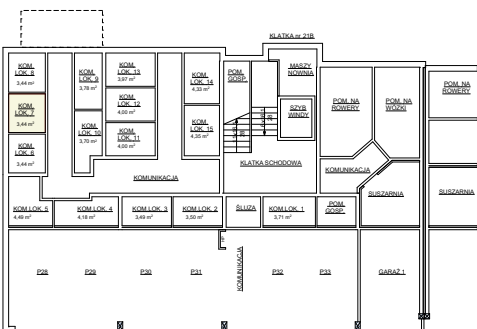 KLATKA nr 21B
KOM.
LOK. 8
3,44 m²
KOM.
LOK. 7
3,44 m²
KOM.
LOK. 6
3,44 m²
KOM.
LOK. 9
3,78 m²
KOM.
LOK. 10
3,70 m²
KOM.
LOK. 13
3,97 m²
KOM.
LOK. 12
4,00 m²
KOM.
LOK. 11
4,00 m²
KOM.
LOK. 14
4,33 m²
KOM.
LOK. 15
4,35 m²
POM.
GOSP.
MASZY
NOWNIA
SZYB
WINDY
KLATKA SCHODOWA
POM. NA
ROWERY
POM. NA
WÓZKI
POM. NA
ROWERY
KOMUNIKACJA
KOMUNIKACJA
SUSZARNIA
SUSZARNIA
KOM.LOK. 5
4,49 m²
KOM.LOK. 4
4,18 m²
KOM.LOK. 3
3,49 m²
KOM.LOK. 2
3,50 m²
ŚLUZA
KOM.LOK. 1
3,71 m²
POM.
GOSP.
P28
P29
P30
P31
KOMUNIKACJA
P32
P33
GARAŻ 1